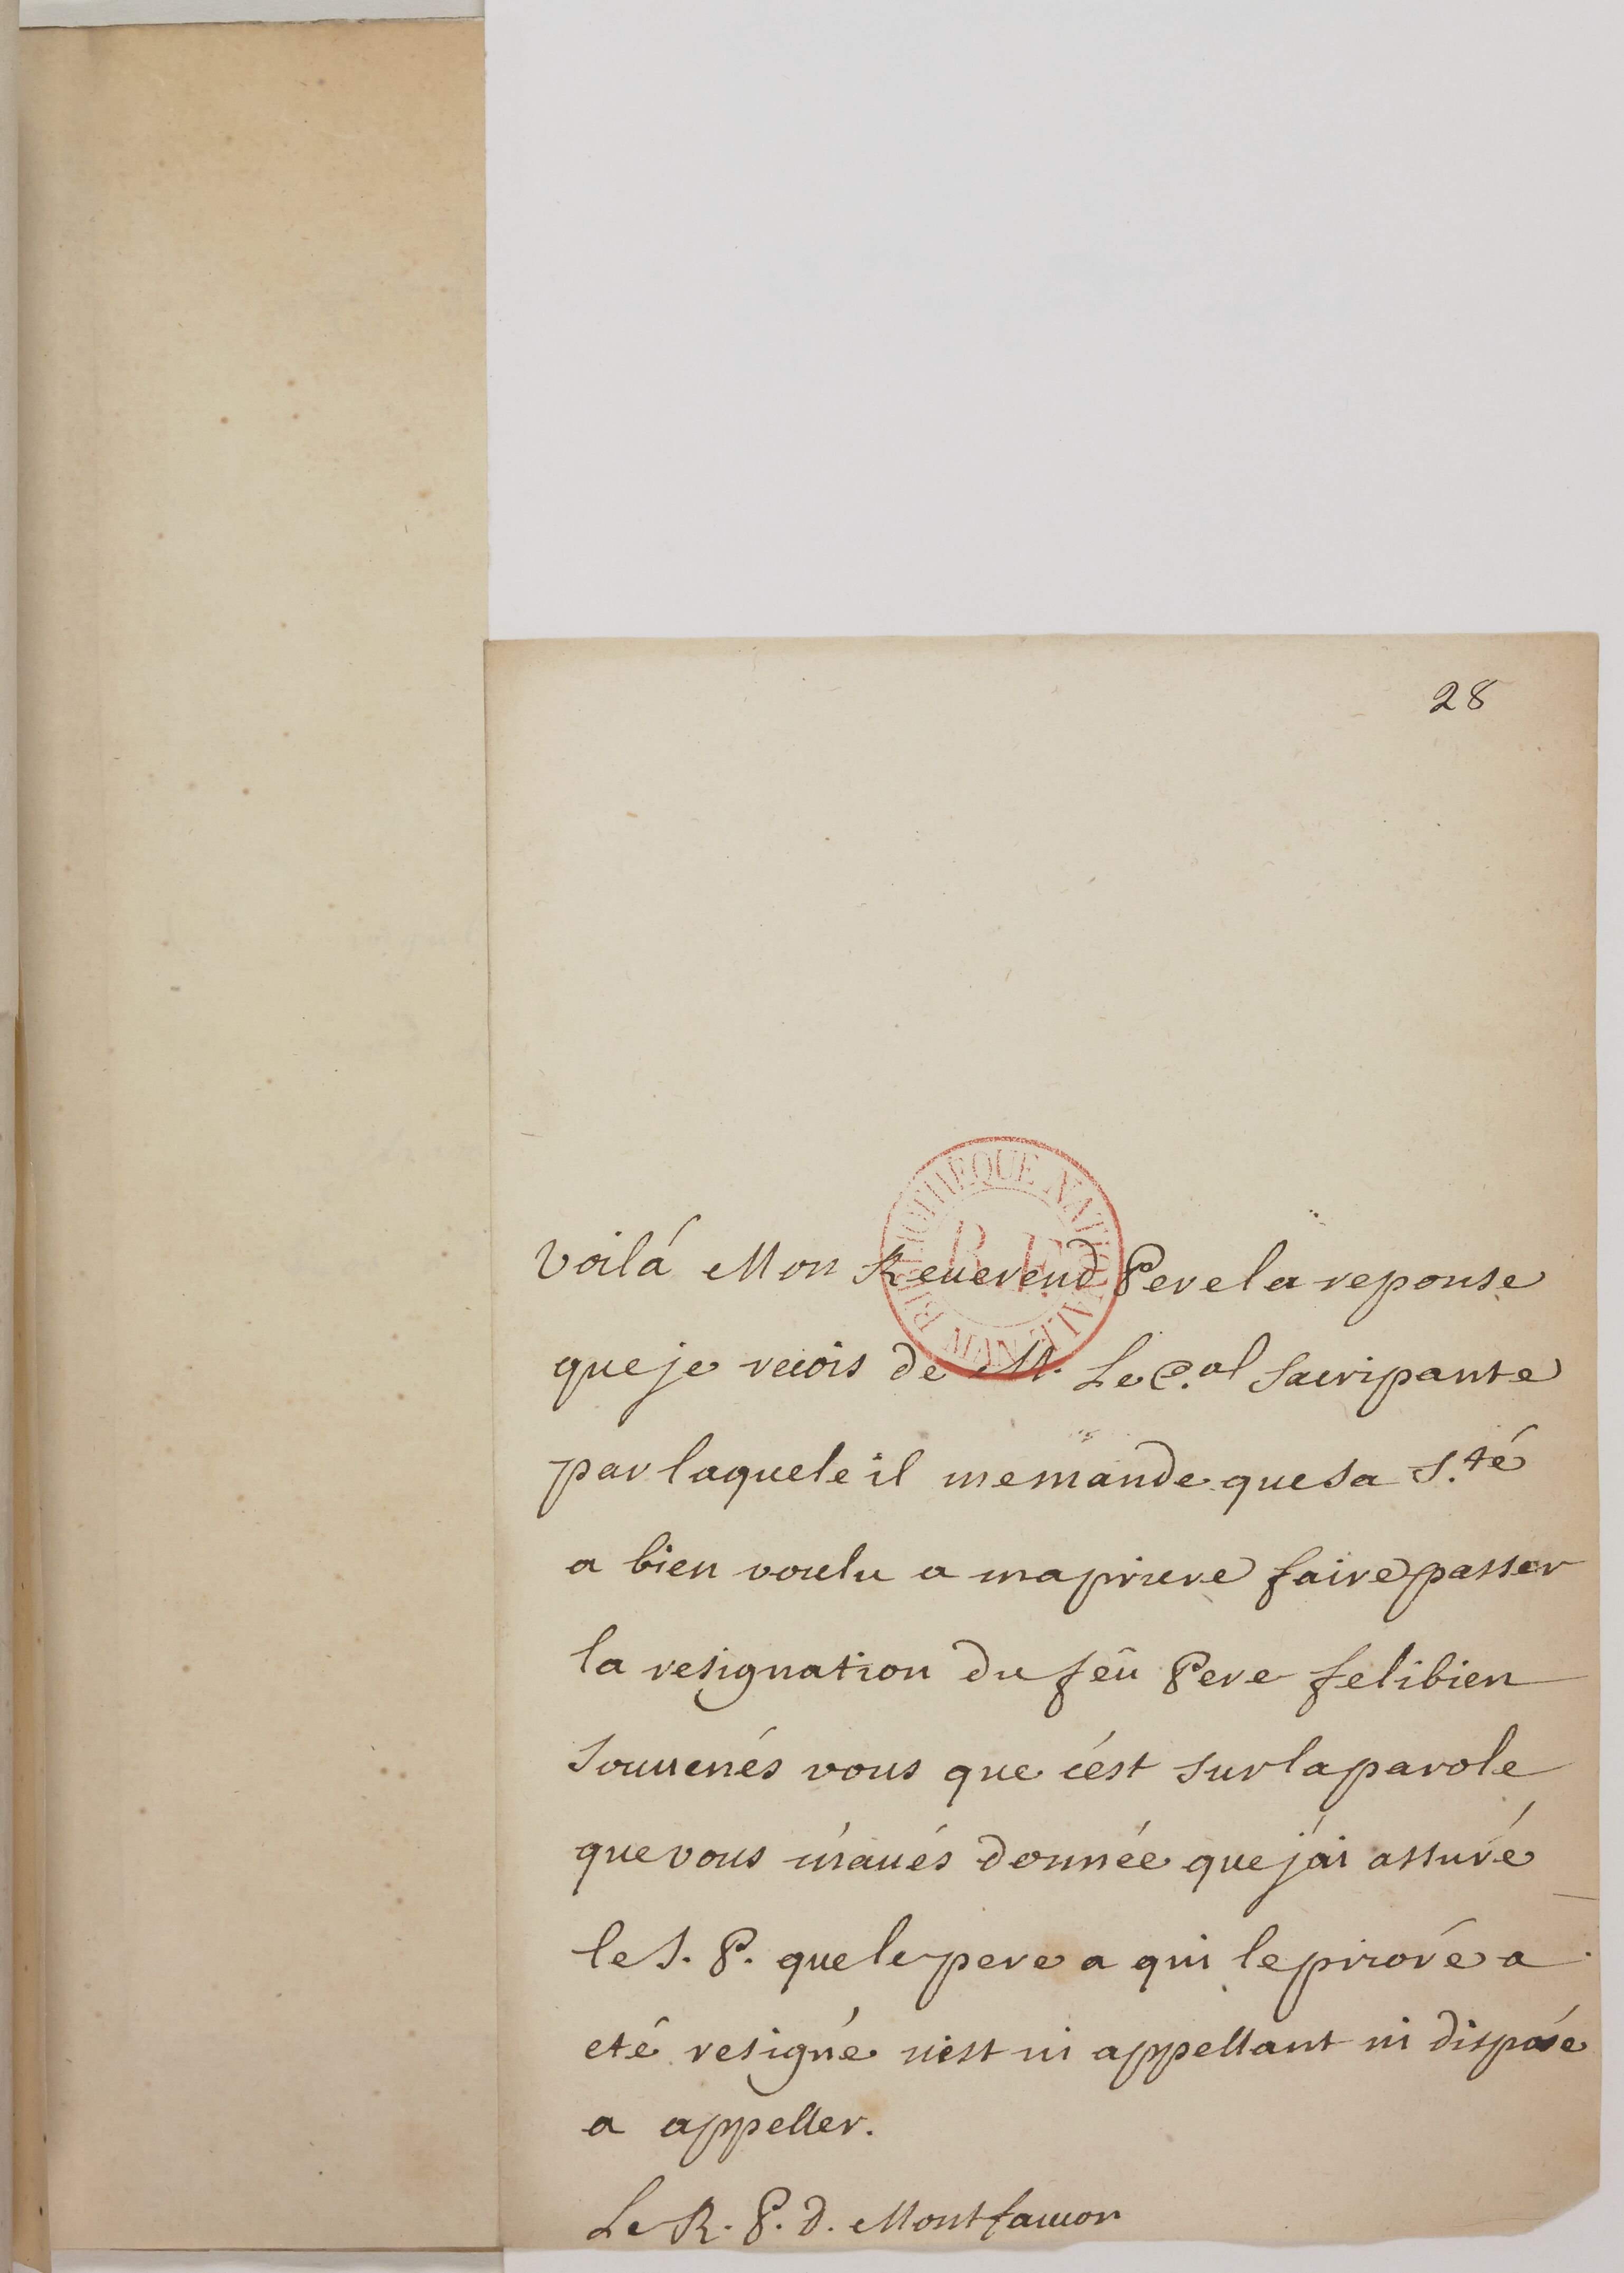 28
BIBLIOTHEQUE NATIONALE MSS
R.F.
Voilá Mon Reuerend Pere la reponse
que je recois de M. Le C.al Sacripante
par laquele il me mande que sa S.té
a bien voulu a ma priere faire passer
la resignation du feü Pere felibien
Souuenés vous que c'est sur la parole
que vous m'aués donnée que j'ai assuré
le S. P. que le pere a qui le prioré a
eté resigné n'est ni appellant ni disposé
a appeller.
Le R. P. d. Montfaucon